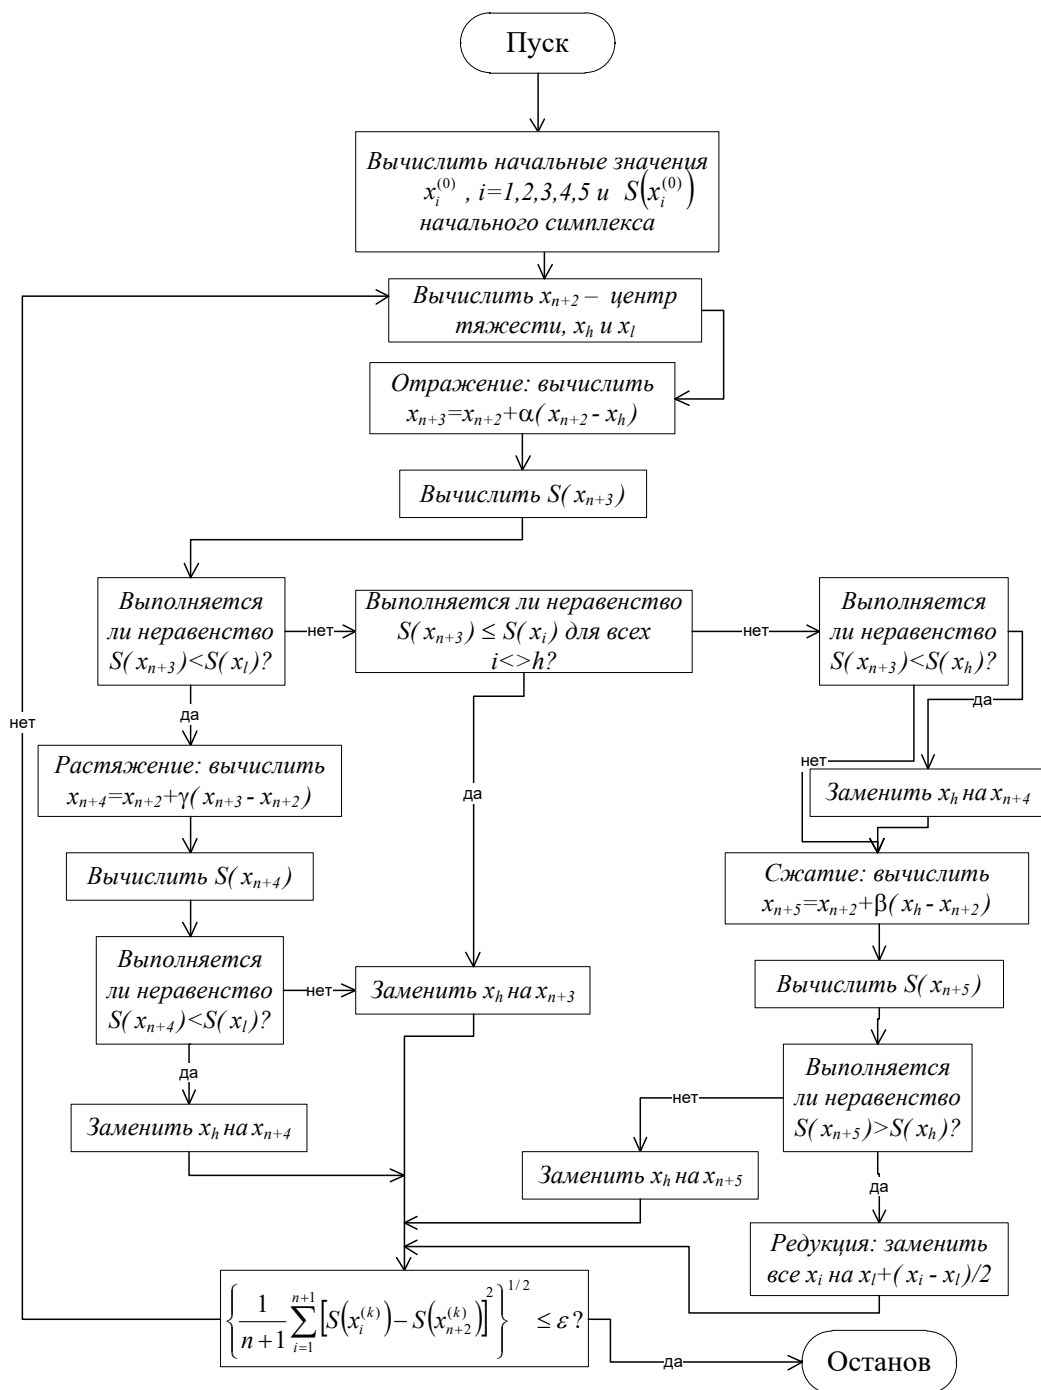 Пуск
Вычислить начальные значения
x_i^{(0)} , i=1,2,3,4,5 и S(x_i^{(0)})
начального симплекса
Вычислить x_{n+2} – центр
тяжести, x_h и x_l
Отражение: вычислить
x_{n+3}=x_{n+2}+α(x_{n+2} - x_h)
Вычислить S(x_{n+3})
Выполняется
ли неравенство
S(x_{n+3})<S(x_l)?
нет
Выполняется ли неравенство
S(x_{n+3}) ≤ S(x_i) для всех
i<>h?
нет
Выполняется
ли неравенство
S(x_{n+3})<S(x_h)?
да
нет
да
Растяжение: вычислить
x_{n+4}=x_{n+2}+γ(x_{n+3} - x_{n+2})
да
нет
Заменить x_h на x_{n+4}
Вычислить S(x_{n+4})
Сжатие: вычислить
x_{n+5}=x_{n+2}+β(x_h - x_{n+2})
Выполняется
ли неравенство
S(x_{n+4})<S(x_l)?
нет
Заменить x_h на x_{n+3}
Вычислить S(x_{n+5})
да
Заменить x_h на x_{n+4}
Выполняется
ли неравенство
S(x_{n+5})>S(x_h)?
нет
Заменить x_h на x_{n+5}
да
Редукция: заменить
все x_i на x_l+(x_i - x_l)/2
{\frac{1}{n+1} \sum_{i=1}^{n+1} [S(x_i^{(k)}) – S(x_{n+2}^{(k)})]^2}^{1/2} ≤ ε ?
да
Останов